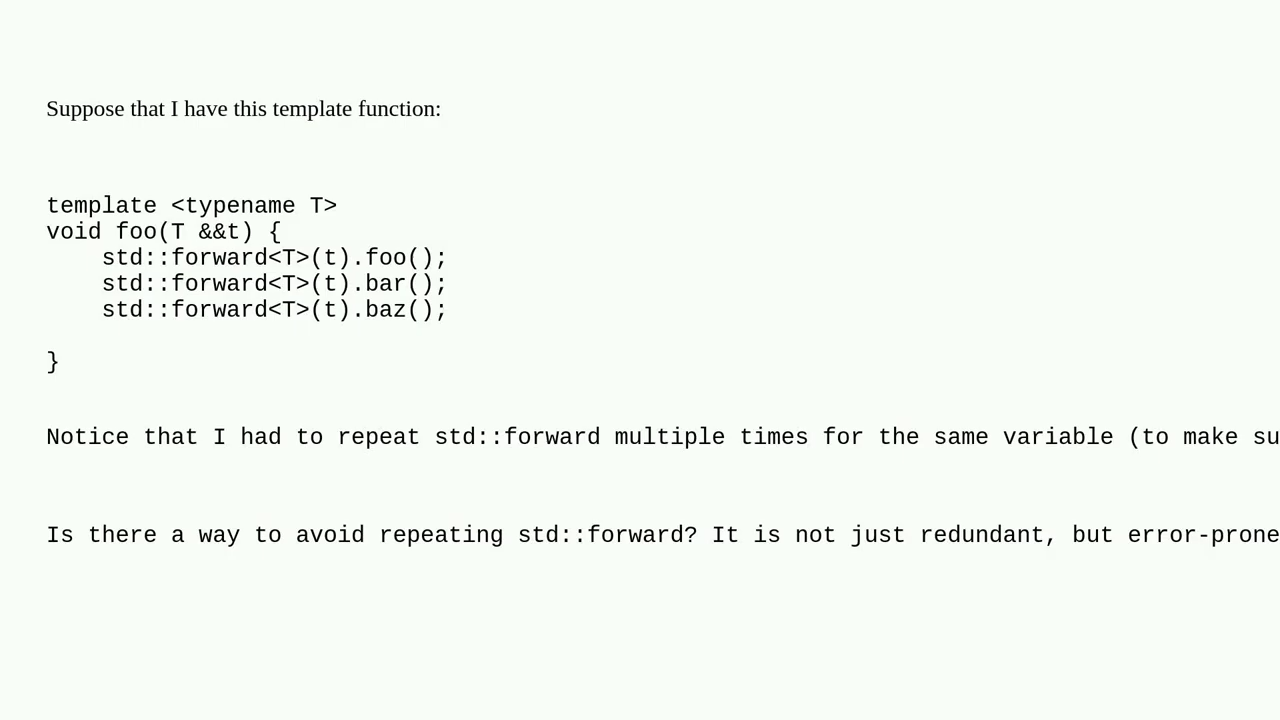 Suppose that I have this template function:
template <typename T>
void foo(T &&t) {
    std::forward<T>(t).foo();
    std::forward<T>(t).bar();
    std::forward<T>(t).baz();
}
Notice that I had to repeat std::forward multiple times for the same variable (to make su
Is there a way to avoid repeating std::forward? It is not just redundant, but error-prone